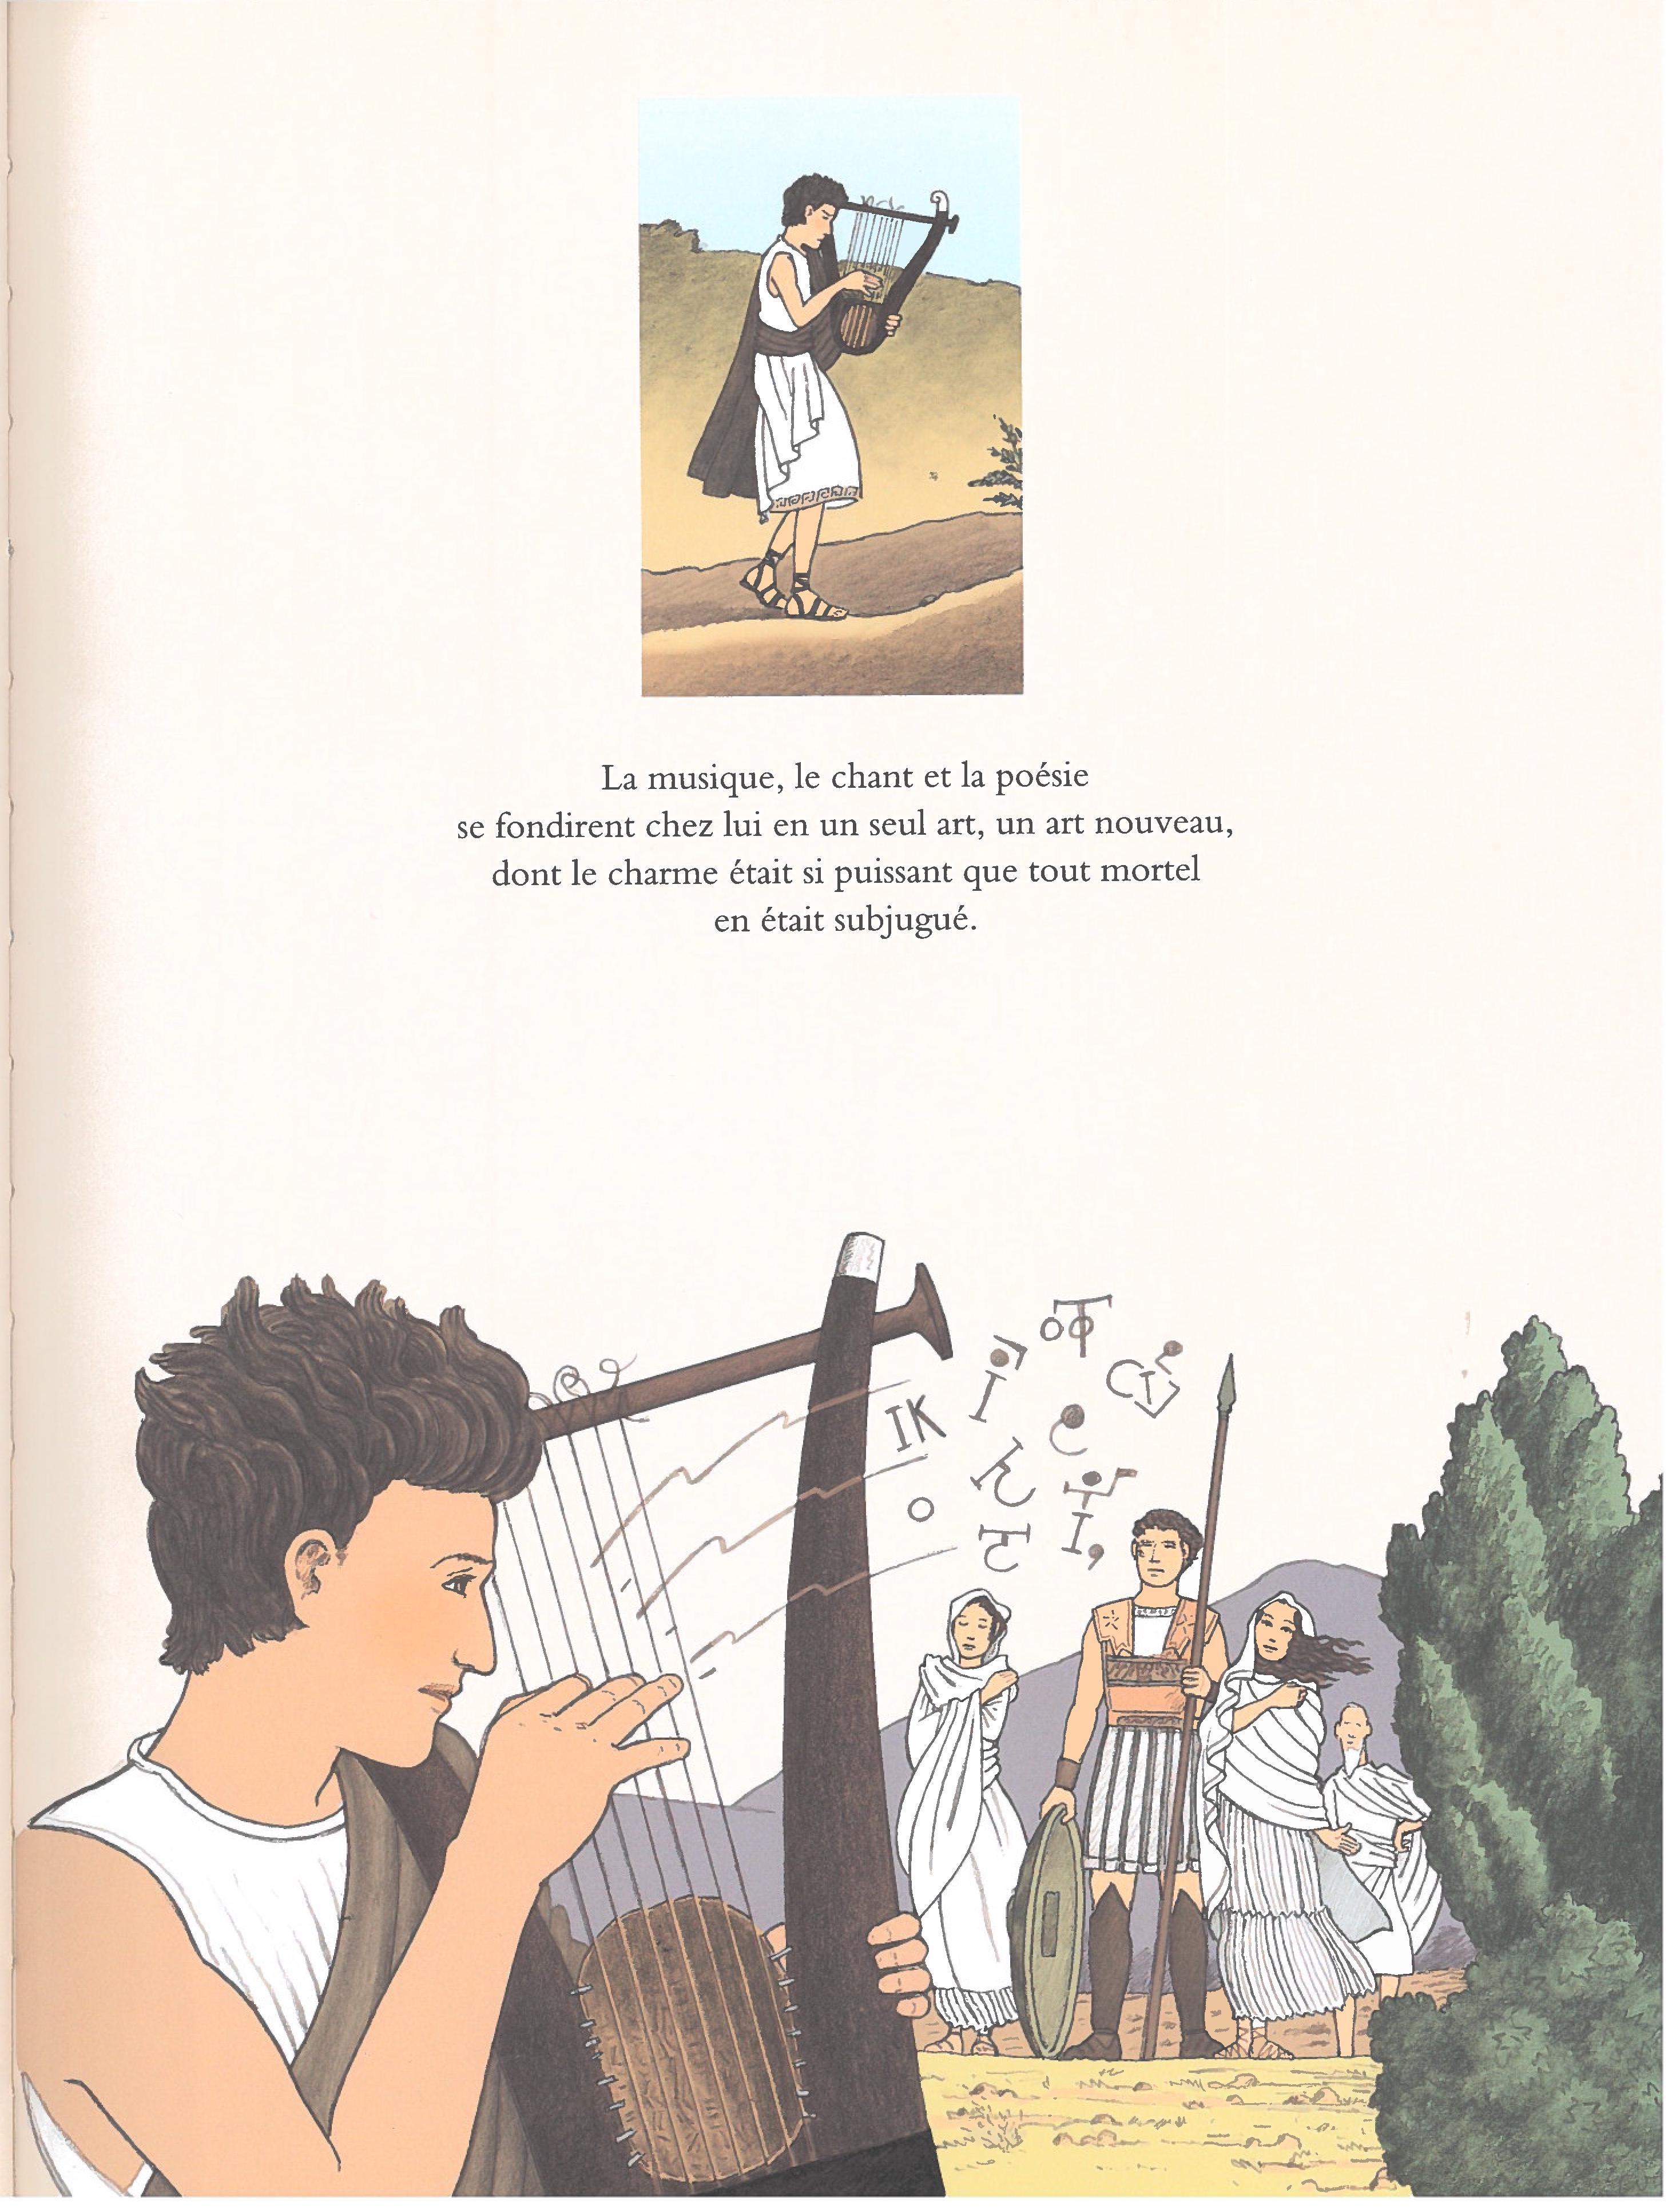 La musique, le chant et la poésie
se fondirent chez lui en un seul art, un art nouveau,
dont le charme était si puissant que tout mortel
en était subjugué.
IK